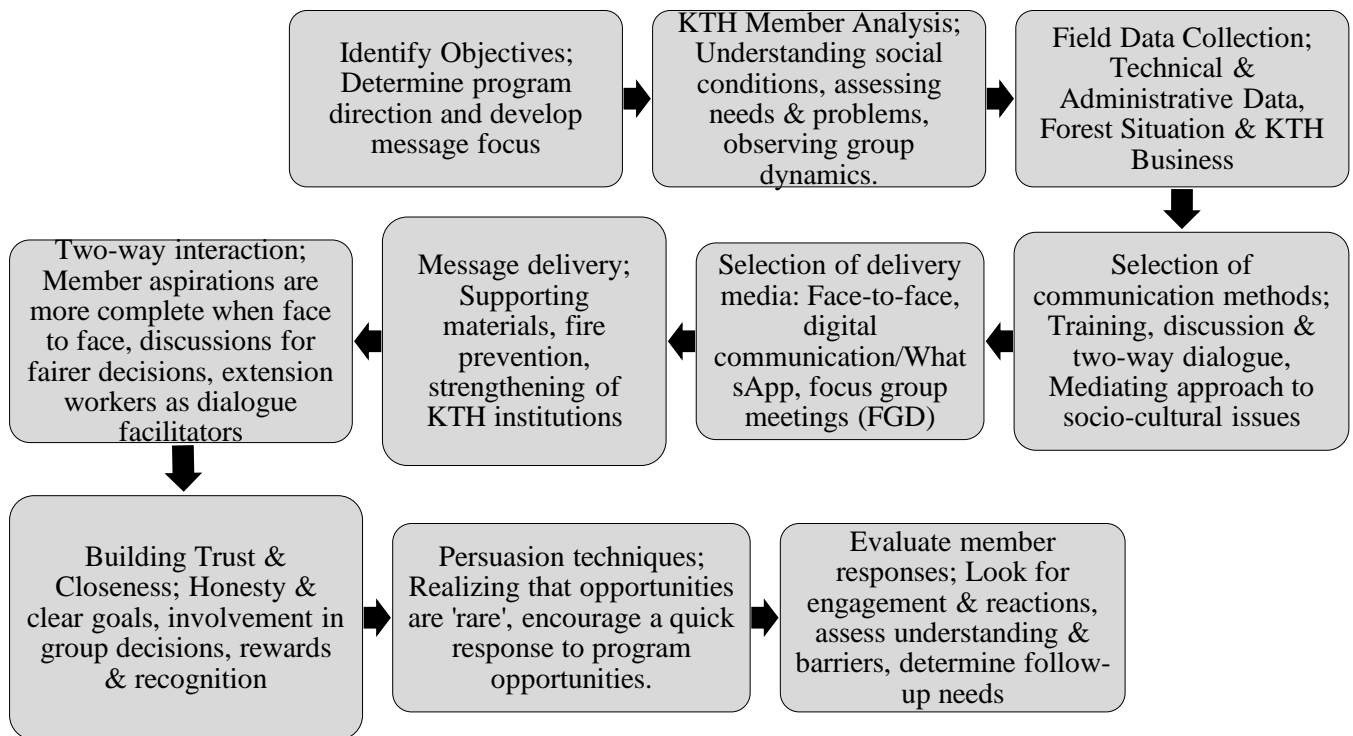 Identify Objectives;
Determine program
direction and develop
message focus
KTH Member Analysis;
Understanding social
conditions, assessing
needs & problems,
observing group
dynamics.
Field Data Collection;
Technical &
Administrative Data,
Forest Situation & KTH
Business
Selection of
communication methods;
Training, discussion &
two-way dialogue,
Mediating approach to
socio-cultural issues
Selection of delivery
media: Face-to-face,
digital
communication/What
sApp, focus group
meetings (FGD)
Message delivery;
Supporting
materials, fire
prevention,
strengthening of
KTH institutions
Two-way interaction;
Member aspirations are
more complete when face
to face, discussions for
fairer decisions, extension
workers as dialogue
facilitators
Building Trust &
Closeness; Honesty &
clear goals, involvement in
group decisions, rewards
& recognition
Persuasion techniques;
Realizing that opportunities
are 'rare', encourage a quick
response to program
opportunities.
Evaluate member
responses; Look for
engagement & reactions,
assess understanding &
barriers, determine follow-
up needs